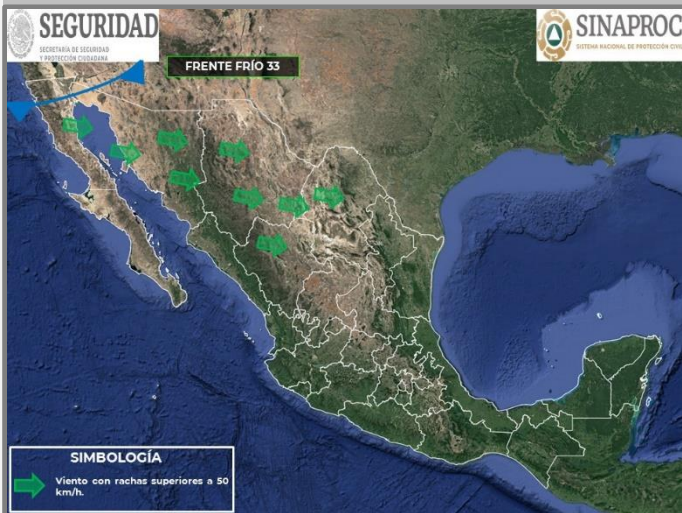 SEGURIDAD
SECRETARÍA DE SEGURIDAD
Y PROTECCIÓN CIUDADANA
FRENTE FRÍO 33
SINAPROC
SISTEMA NACIONAL DE PROTECCIÓN CIVIL
SIMBOLOGÍA
Viento con rachas superiores a 50
km/h.